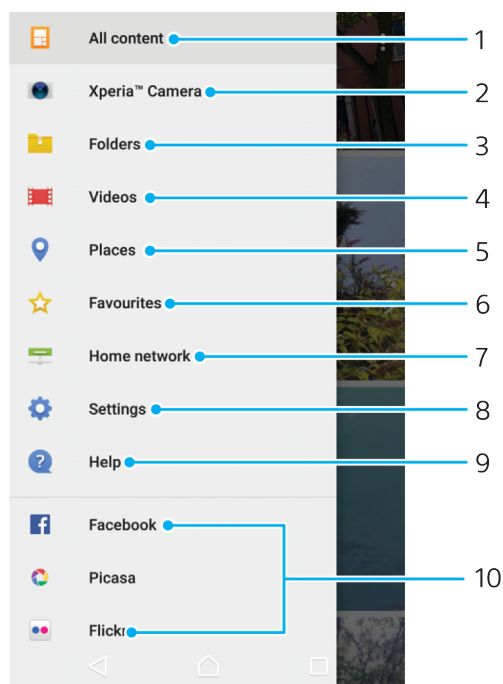 All content 1
Xperia™ Camera 2
Folders 3
Videos 4
Places 5
Favourites 6
Home network 7
Settings 8
Help 9
Facebook
Picasa 10
Flickr